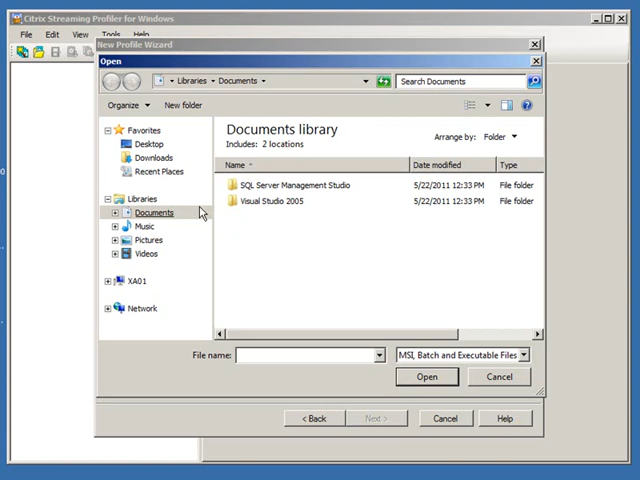 Citrix Streaming Profiler for Windows
File Edit View Tools Help
New Profile Wizard
Open
Libraries Documents
Search Documents
Organize New folder
Favorites
Desktop
Downloads
Recent Places
Libraries
Documents
Music
Pictures
Videos
XA01
Network
Documents library
Includes: 2 locations
Arrange by: Folder
Name Date modified Type
SQL Server Management Studio 5/22/2011 12:33 PM File folder
Visual Studio 2005 5/22/2011 12:33 PM File folder
File name:
MSI, Batch and Executable Files
Open Cancel
< Back Next > Cancel Help